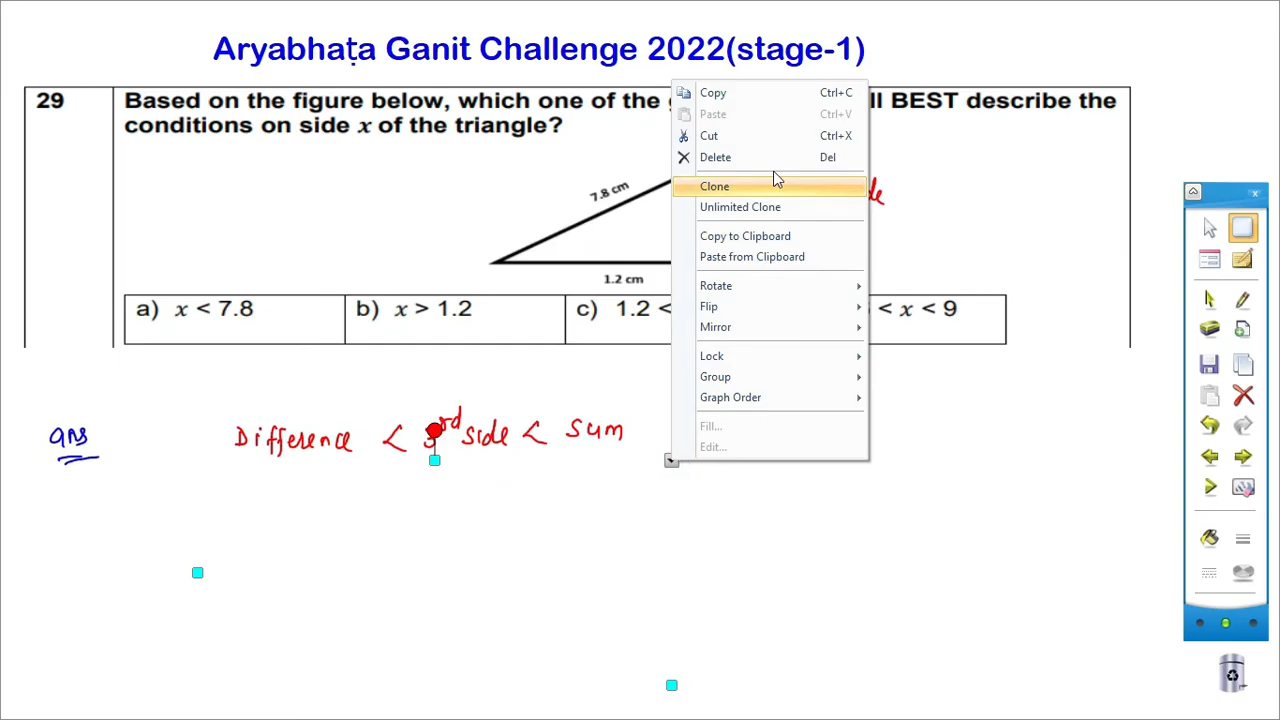 Aryabhaṭa Ganit Challenge 2022(stage-1)
29 Based on the figure below, which one of the BEST describe the
conditions on side x of the triangle?
7.8 cm
1.2 cm
a) x < 7.8 b) x > 1.2 c) 1.2 < < x < 9
Copy Ctrl+C
Paste Ctrl+V
Cut Ctrl+X
Delete Del
Clone
Unlimited Clone
Copy to Clipboard
Paste from Clipboard
Rotate
Flip
Mirror
Lock
Group
Graph Order
Fill...
Edit...
ans Difference < 3rd side < sum